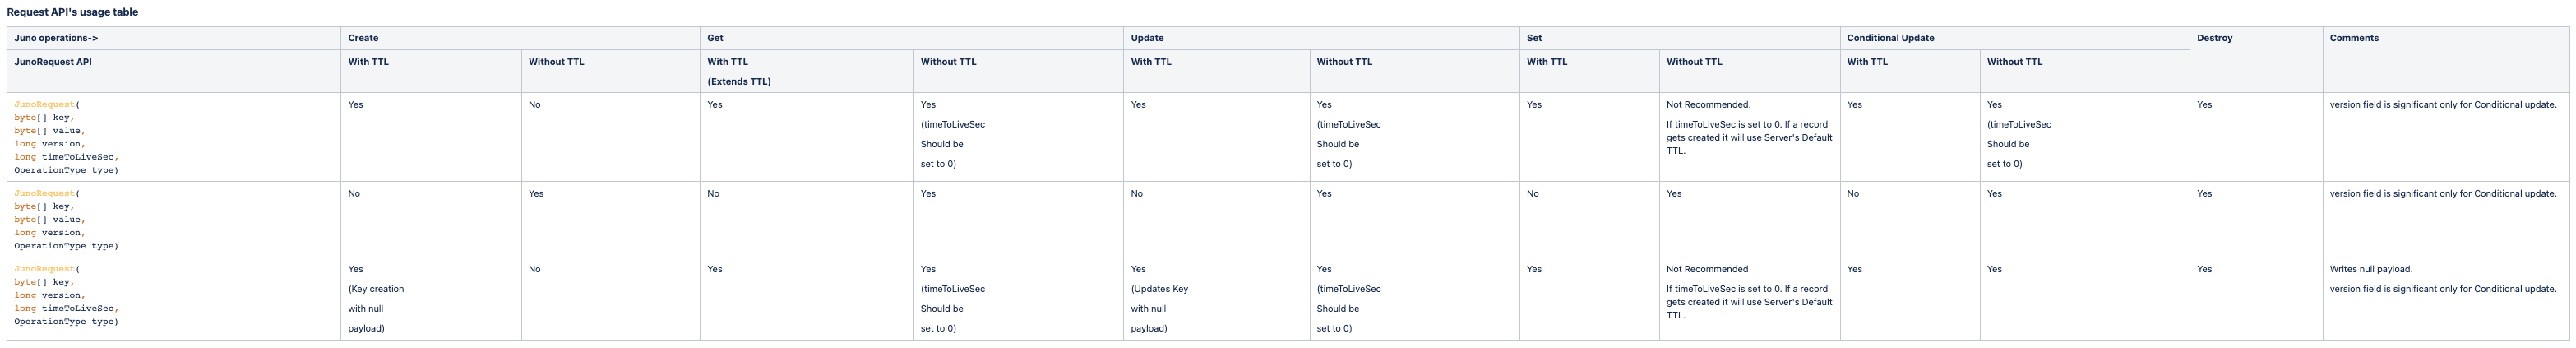 Request API's usage table
Juno operations->
Create
Get
Update
Set
Conditional Update
Destroy
Comments
JunoRequest API
With TTL
Without TTL
With TTL
(Extends TTL)
Without TTL
With TTL
Without TTL
With TTL
Without TTL
With TTL
Without TTL
JunoRequest(
byte[] key,
byte[] value,
long version,
long timeToLiveSec,
OperationType type)
Yes
No
Yes
Yes
(timeToLiveSec
Should be
set to 0)
Yes
Yes
(timeToLiveSec
Should be
set to 0)
Yes
Not Recommended.
If timeToLiveSec is set to 0. If a record
gets created it will use Server's Default
TTL.
Yes
Yes
(timeToLiveSec
Should be
set to 0)
Yes
version field is significant only for Conditional update.
JunoRequest(
byte[] key,
byte[] value,
long version,
OperationType type)
No
Yes
No
Yes
No
Yes
No
Yes
No
Yes
Yes
version field is significant only for Conditional update.
JunoRequest(
byte[] key,
long version,
long timeToLiveSec,
OperationType type)
Yes
(Key creation
with null
payload)
No
Yes
Yes
(timeToLiveSec
Should be
set to 0)
Yes
(Updates Key
with null
payload)
Yes
(timeToLiveSec
Should be
set to 0)
Yes
Not Recommended
If timeToLiveSec is set to 0. If a record
gets created it will use Server's Default
TTL.
Yes
Yes
Yes
Writes null payload.
version field is significant only for Conditional update.